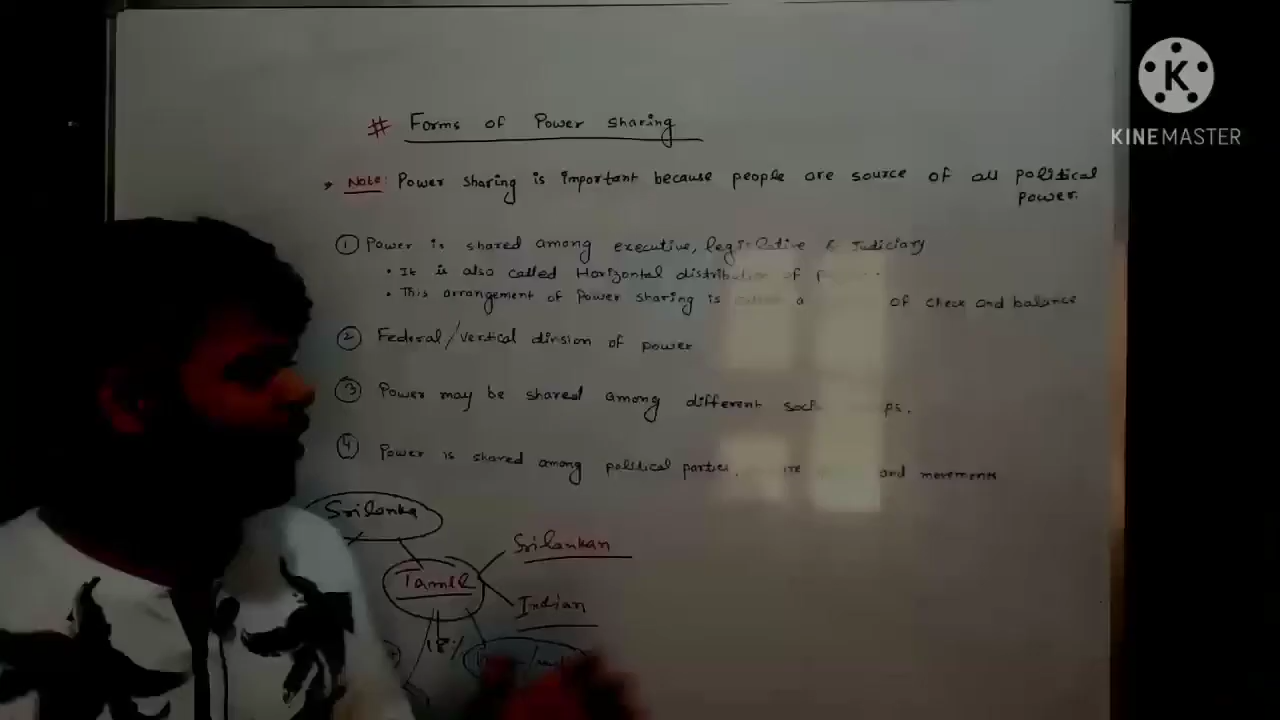 # Forms of Power sharing
Note: Power sharing is important because people are source of all political
power.
① Power is shared among executive, legislative & Judiciary
• It is also called Horizontal distribution of
• This arrangement of Power sharing is a of check and balance
② Federal/vertical divsion of power
③ Power may be shared among different
④ Power is shared among political parties, and movements
Srilanka
Srilankan
Tamil
Indian
18%
K
KINEMASTER